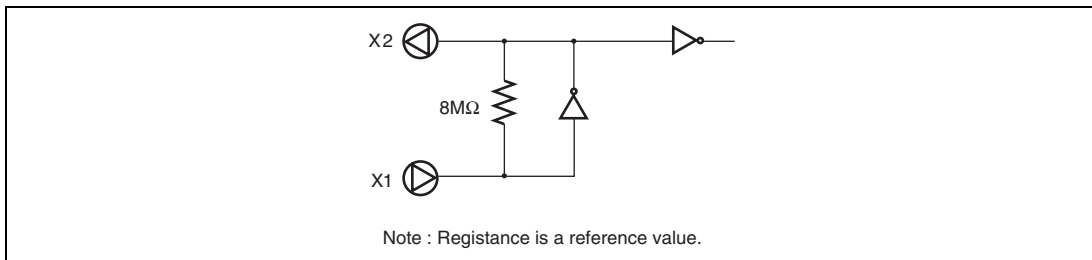 X2
8MΩ
X1
Note : Registance is a reference value.